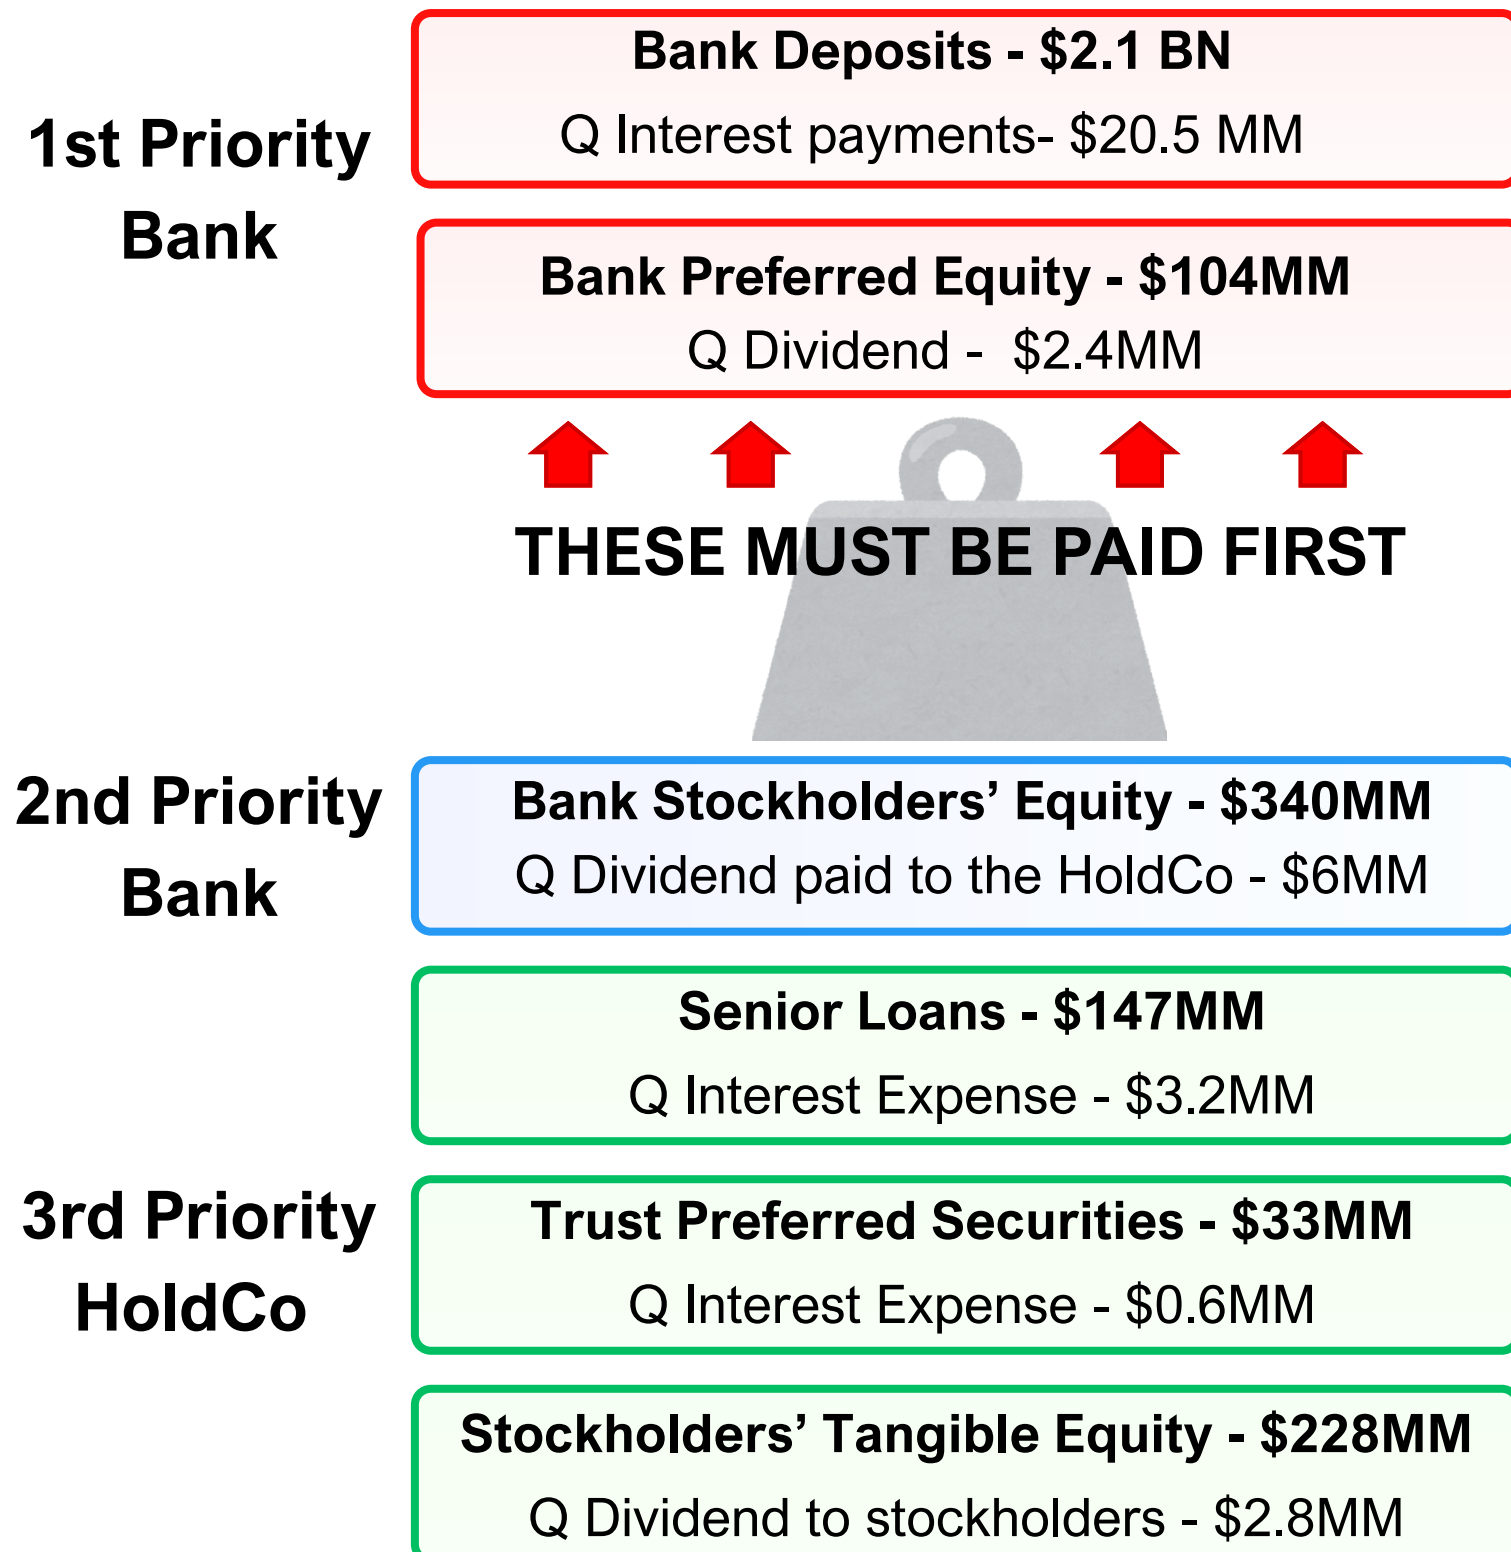 1st Priority
Bank
Bank Deposits - $2.1 BN
Q Interest payments- $20.5 MM
Bank Preferred Equity - $104MM
Q Dividend - $2.4MM
THESE MUST BE PAID FIRST
2nd Priority
Bank
Bank Stockholders’ Equity - $340MM
Q Dividend paid to the HoldCo - $6MM
Senior Loans - $147MM
Q Interest Expense - $3.2MM
3rd Priority
HoldCo
Trust Preferred Securities - $33MM
Q Interest Expense - $0.6MM
Stockholders’ Tangible Equity - $228MM
Q Dividend to stockholders - $2.8MM